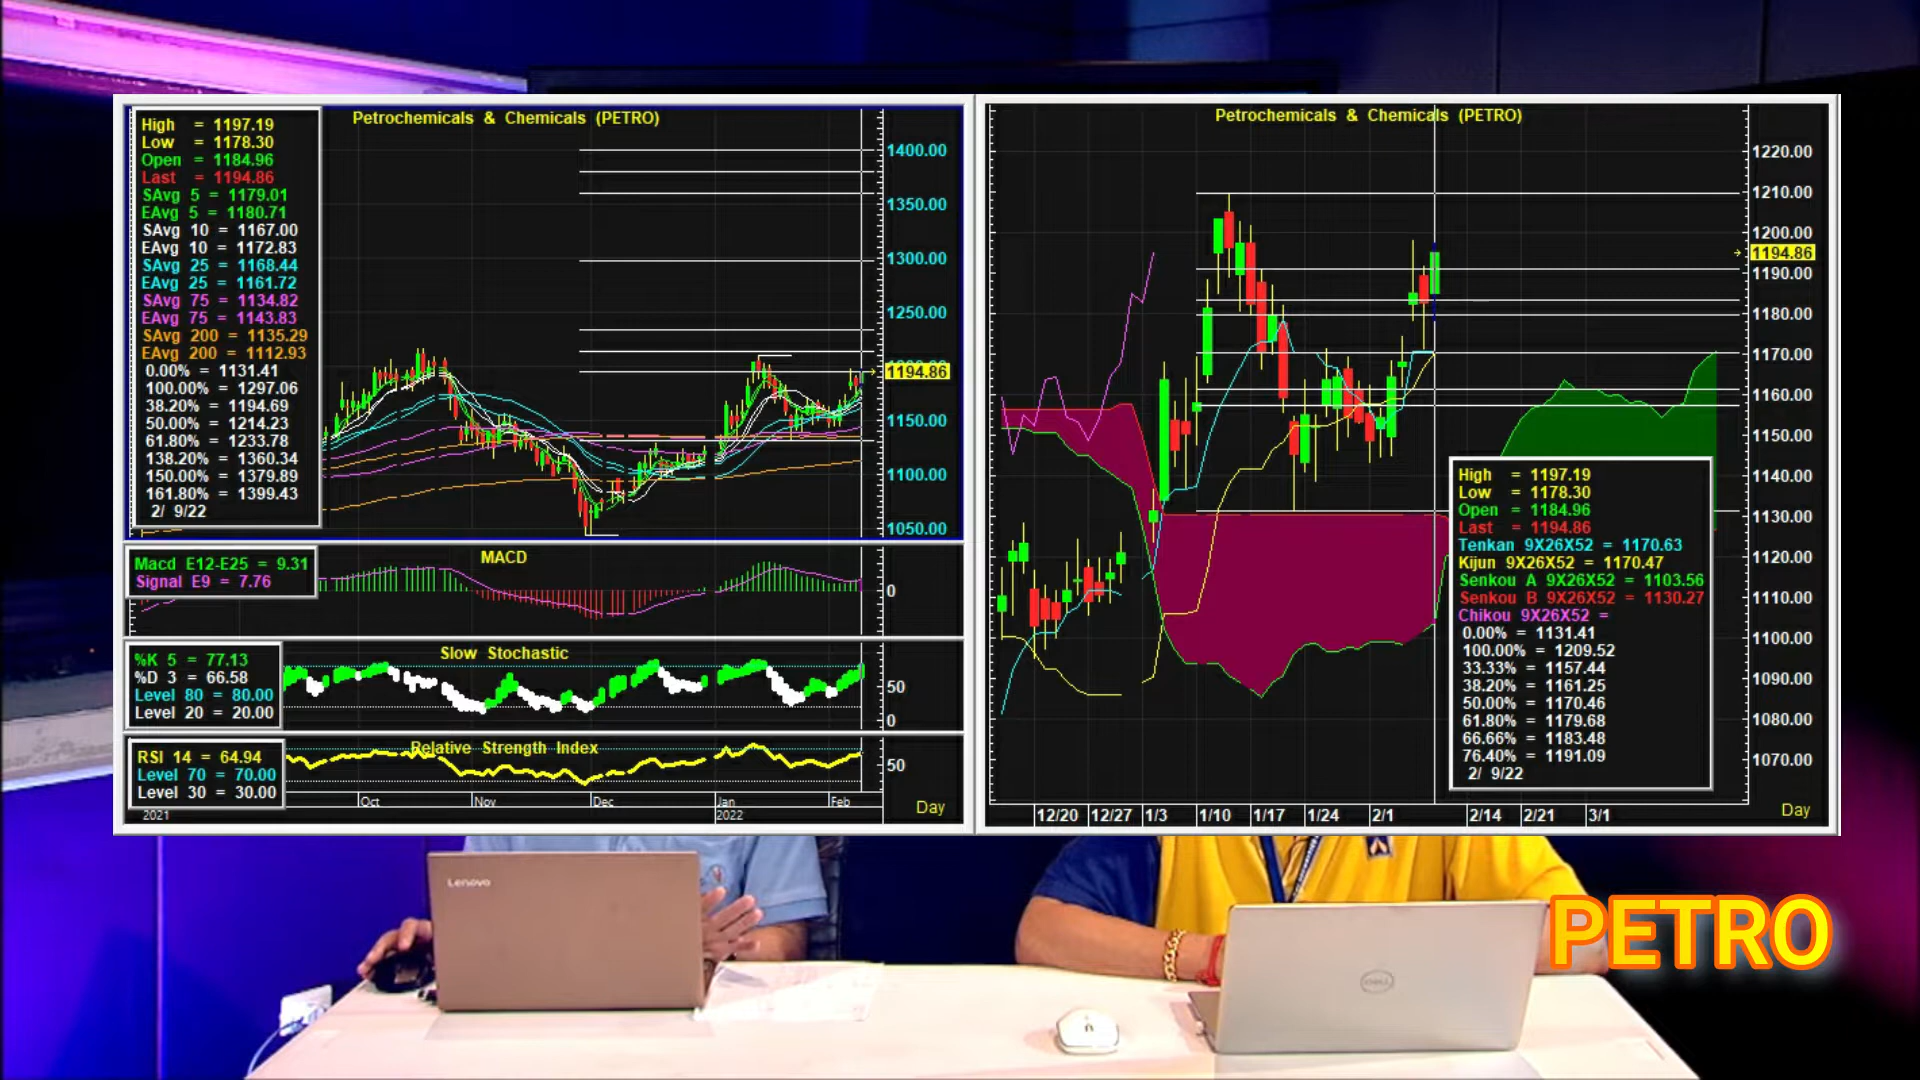 Petrochemicals & Chemicals (PETRO)
High = 1197.19
Low = 1178.30
Open = 1184.96
Last = 1194.86
SAvg 5 = 1179.01
EAvg 5 = 1180.71
SAvg 10 = 1167.00
EAvg 10 = 1172.83
SAvg 25 = 1168.44
EAvg 25 = 1161.72
SAvg 75 = 1134.82
EAvg 75 = 1143.83
SAvg 200 = 1135.29
EAvg 200 = 1112.93
0.00% = 1131.41
100.00% = 1297.06
38.20% = 1194.69
50.00% = 1214.23
61.80% = 1233.78
138.20% = 1360.34
150.00% = 1379.89
161.80% = 1399.43
2/ 9/22
1400.00
1350.00
1300.00
1250.00
1194.86
1150.00
1100.00
1050.00
MACD
Macd E12-E25 = 9.31
Signal E9 = 7.76
0
Slow Stochastic
%K 5 = 77.13
%D 3 = 66.58
Level 80 = 80.00
Level 20 = 20.00
50
0
Relative Strength Index
RSI 14 = 64.94
Level 70 = 70.00
Level 30 = 30.00
50
Oct
Nov
Dec
Jan
Feb
2021
2022
Day
Petrochemicals & Chemicals (PETRO)
1220.00
1210.00
1200.00
1194.86
1190.00
1180.00
1170.00
1160.00
1150.00
1140.00
1130.00
1120.00
1110.00
1100.00
1090.00
1080.00
1070.00
High = 1197.19
Low = 1178.30
Open = 1184.96
Last = 1194.86
Tenkan 9X26X52 = 1170.63
Kijun 9X26X52 = 1170.47
Senkou A 9X26X52 = 1103.56
Senkou B 9X26X52 = 1130.27
Chikou 9X26X52 =
0.00% = 1131.41
100.00% = 1209.52
33.33% = 1157.44
38.20% = 1161.25
50.00% = 1170.46
61.80% = 1179.68
66.66% = 1183.48
76.40% = 1191.09
2/ 9/22
12/20 12/27 1/3 1/10 1/17 1/24 2/1 2/14 2/21 3/1
Day
Lenovo
DELL
PETRO